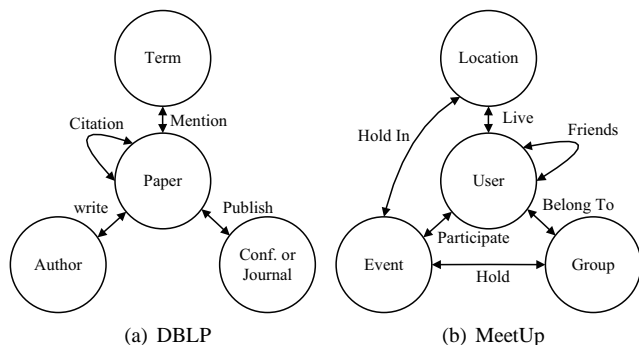 Term
Citation
Mention
Paper
write
Publish
Author
Conf. or
Journal
(a) DBLP
Location
Hold In
Live
Friends
User
Belong To
Participate
Event
Hold
Group
(b) MeetUp